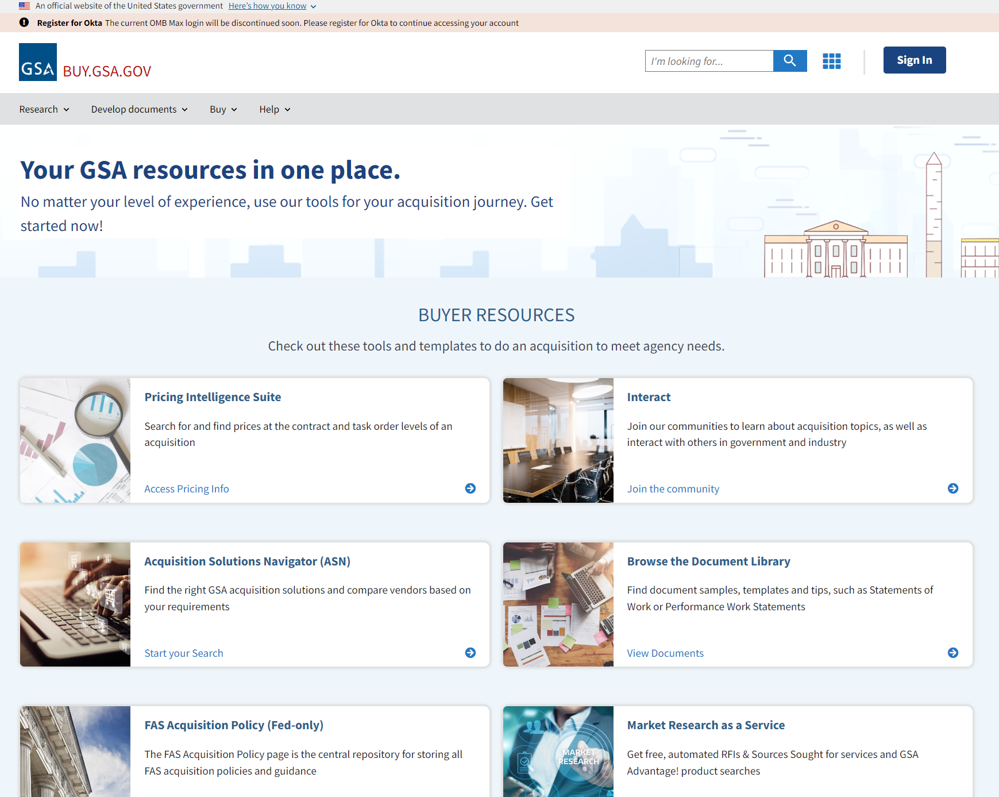 An official website of the United States government Here's how you know
Register for Okta The current OMB Max login will be discontinued soon. Please register for Okta to continue accessing your account
GSA BUY.GSA.GOV
I'm looking for...
Sign In
Research Develop documents Buy Help
Your GSA resources in one place.
No matter your level of experience, use our tools for your acquisition journey. Get
started now!
BUYER RESOURCES
Check out these tools and templates to do an acquisition to meet agency needs.
Pricing Intelligence Suite
Search for and find prices at the contract and task order levels of an
acquisition
Access Pricing Info
Interact
Join our communities to learn about acquisition topics, as well as
interact with others in government and industry
Join the community
Acquisition Solutions Navigator (ASN)
Find the right GSA acquisition solutions and compare vendors based on
your requirements
Start your Search
Browse the Document Library
Find document samples, templates and tips, such as Statements of
Work or Performance Work Statements
View Documents
FAS Acquisition Policy (Fed-only)
The FAS Acquisition Policy page is the central repository for storing all
FAS acquisition policies and guidance
MARKET
RESEARCH
Market Research as a Service
Get free, automated RFIs & Sources Sought for services and GSA
Advantage! product searches